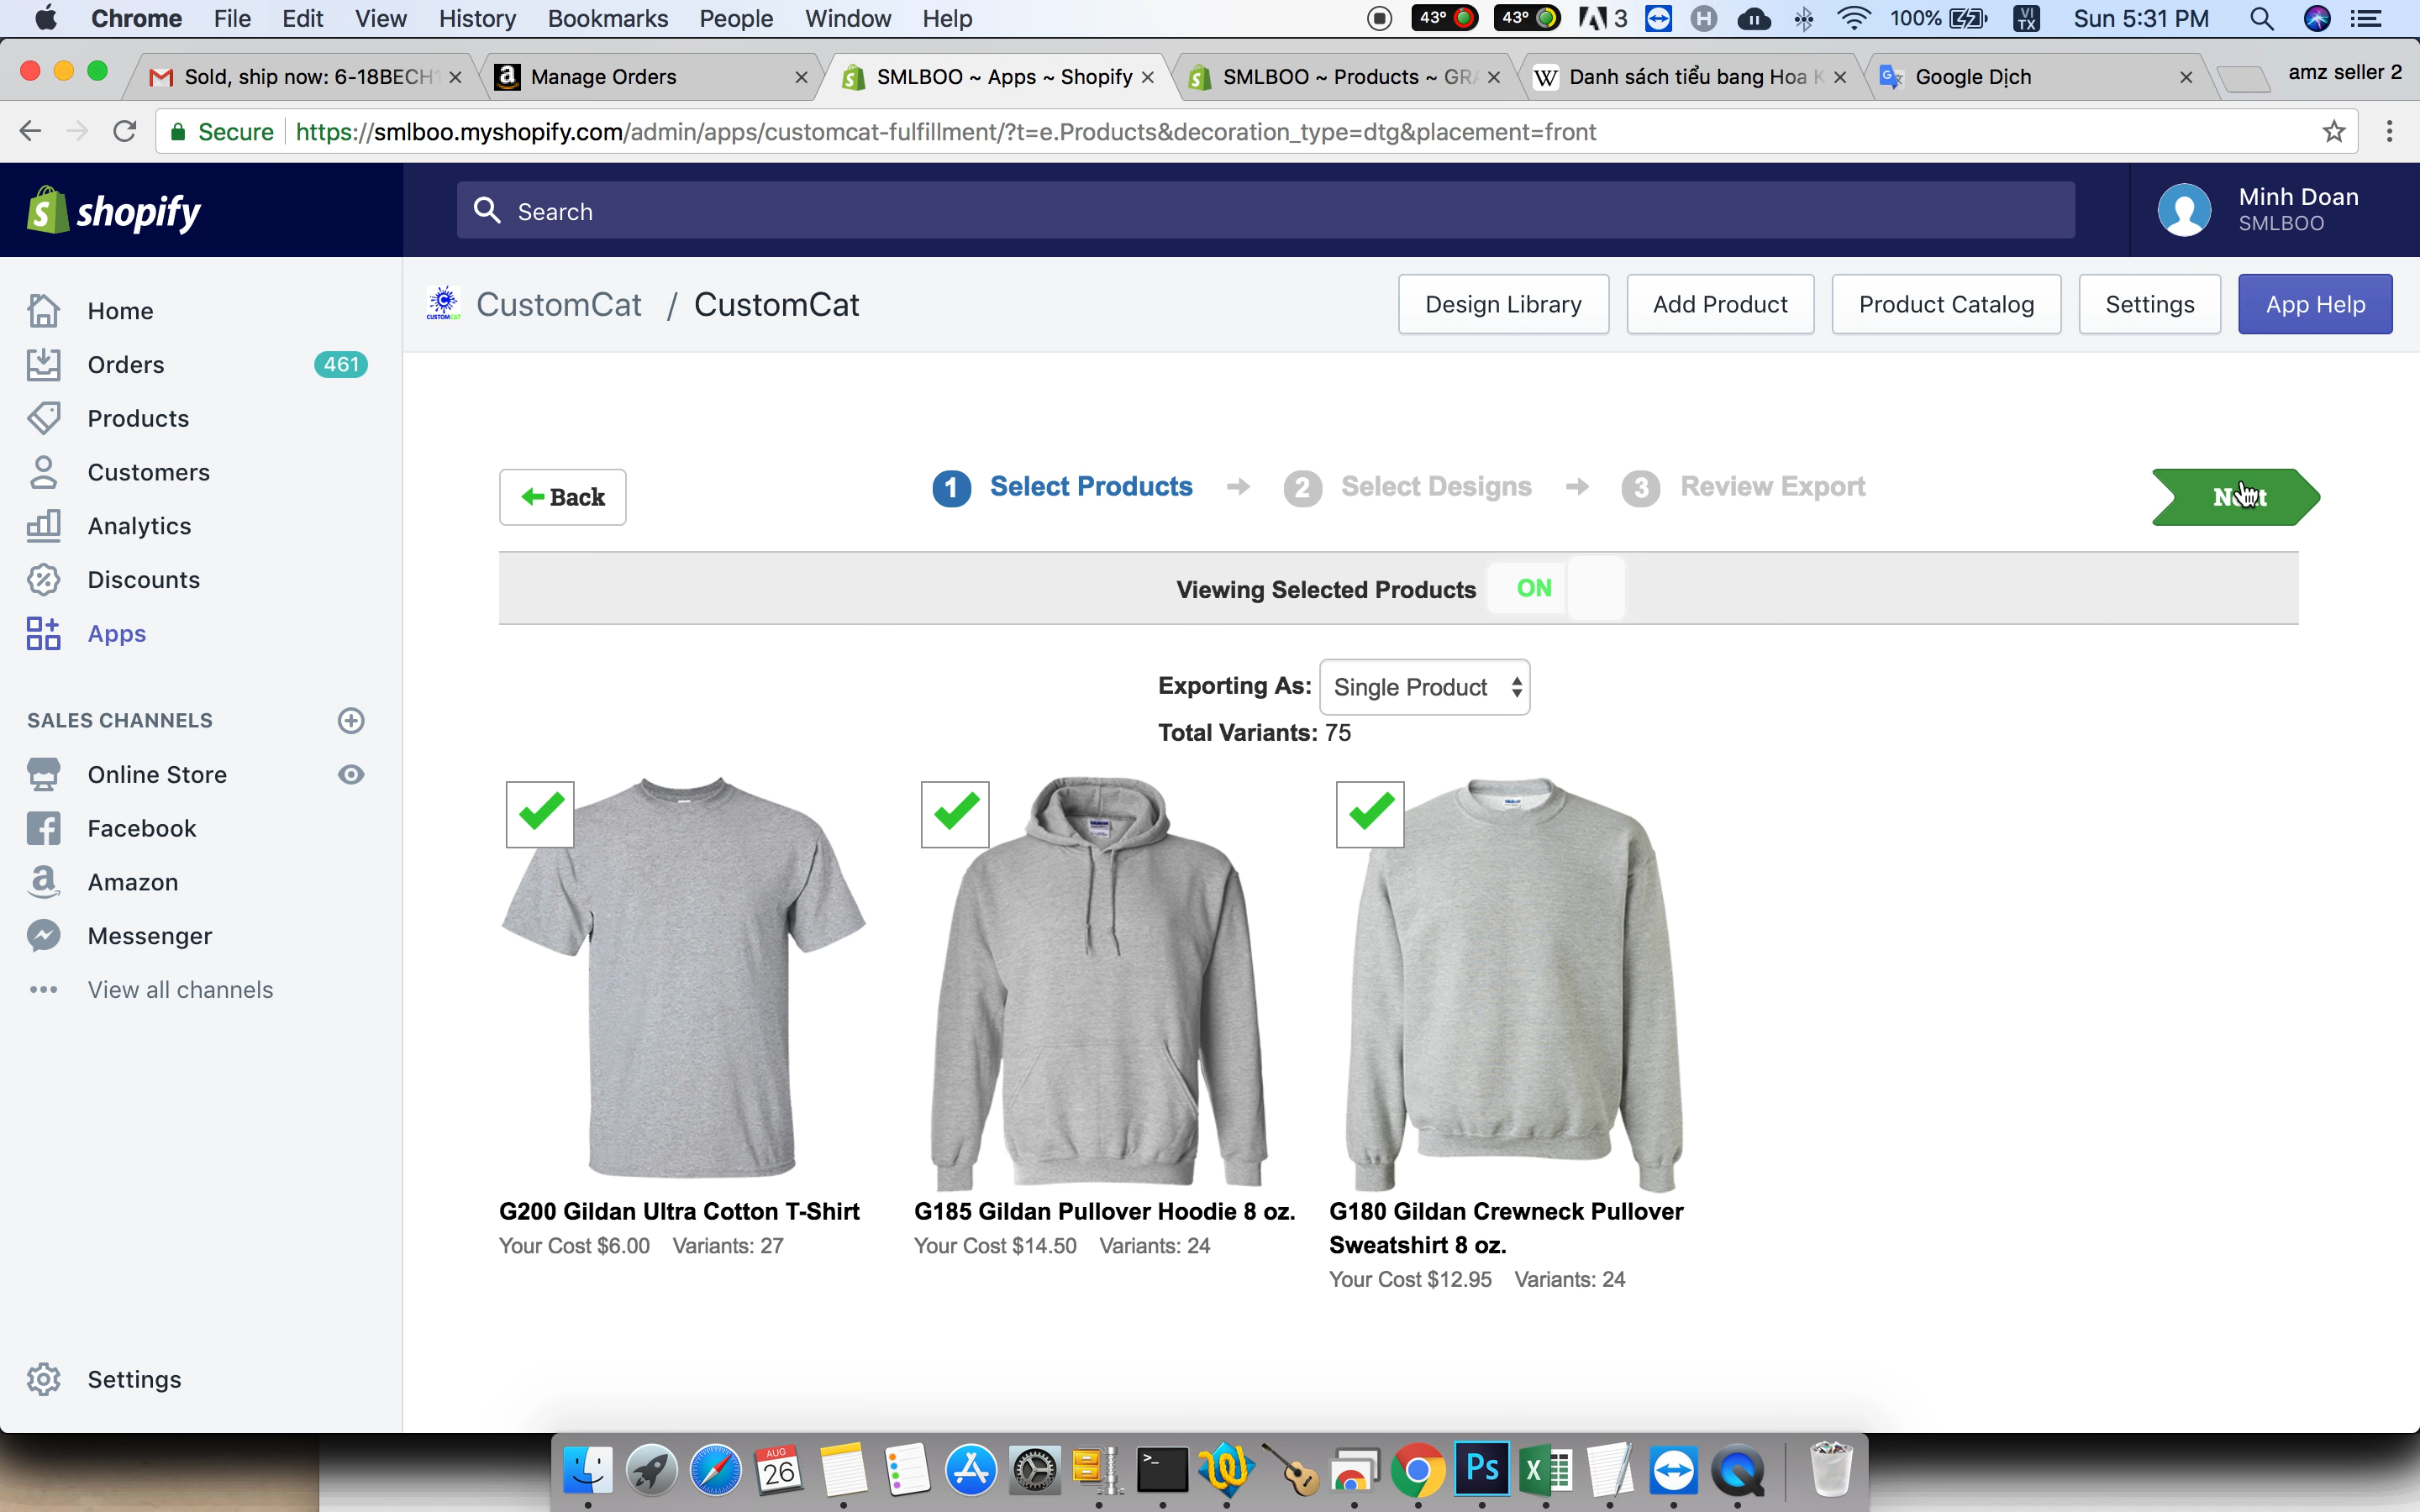 Chrome File Edit View History Bookmarks People Window Help 43° 43° 3 H 100% VI TX Sun 5:31 PM
Sold, ship now: 6-18BECH Manage Orders SMLBOO ~ Apps ~ Shopify SMLBOO ~ Products ~ GR Danh sách tiểu bang Hoa K Google Dịch amz seller 2
Secure https://smlboo.myshopify.com/admin/apps/customcat-fulfillment/?t=e.Products&decoration_type=dtg&placement=front
shopify Search Minh Doan
SMLBOO
CustomCat / CustomCat Design Library Add Product Product Catalog Settings App Help
Home
Orders 461
Products
Customers
Analytics
Discounts
Apps
SALES CHANNELS
Online Store
Facebook
Amazon
Messenger
View all channels
Settings
Back 1 Select Products 2 Select Designs 3 Review Export Next
Viewing Selected Products ON
Exporting As: Single Product
Total Variants: 75
G200 Gildan Ultra Cotton T-Shirt
Your Cost $6.00 Variants: 27
G185 Gildan Pullover Hoodie 8 oz.
Your Cost $14.50 Variants: 24
G180 Gildan Crewneck Pullover
Sweatshirt 8 oz.
Your Cost $12.95 Variants: 24
AUG
26
Ps